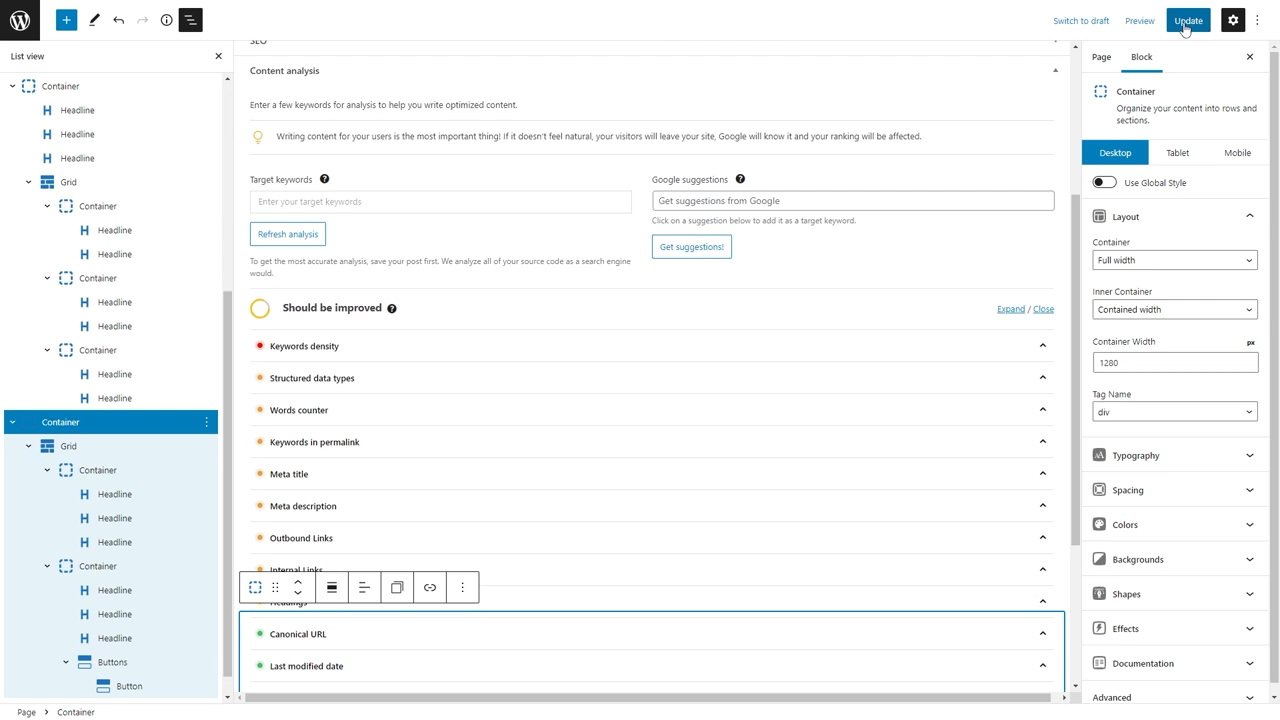 Switch to draft
Preview
Update
List view
Container
Headline
Headline
Headline
Grid
Container
Headline
Headline
Container
Headline
Headline
Container
Headline
Headline
Container
Grid
Container
Headline
Headline
Headline
Container
Headline
Headline
Headline
Buttons
Button
SEO
Content analysis
Enter a few keywords for analysis to help you write optimized content.
Writing content for your users is the most important thing! If it doesn't feel natural, your visitors will leave your site, Google will know it and your ranking will be affected.
Target keywords
Enter your target keywords
Refresh analysis
To get the most accurate analysis, save your post first. We analyze all of your source code as a search engine
would.
Google suggestions
Get suggestions from Google
Click on a suggestion below to add it as a target keyword.
Get suggestions!
Should be improved
Expand / Close
Keywords density
Structured data types
Words counter
Keywords in permalink
Meta title
Meta description
Outbound Links
Internal Links
Headings
Canonical URL
Last modified date
Page
Block
Container
Organize your content into rows and
sections.
Desktop
Tablet
Mobile
Use Global Style
Layout
Container
Full width
Inner Container
Contained width
Container Width
px
1280
Tag Name
div
Typography
Spacing
Colors
Backgrounds
Shapes
Effects
Documentation
Advanced
Page
Container